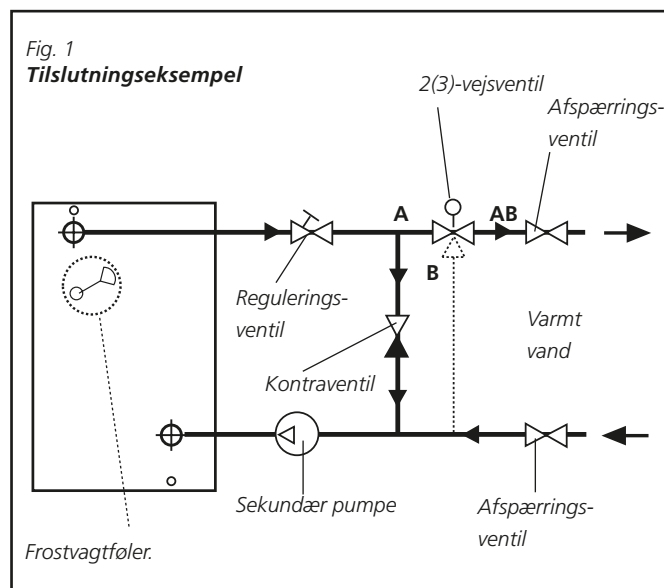 Fig. 1
Tilslutningseksempel
2(3)-vejsventil
Afspærrings-
ventil
A
AB
B
Regulerings-
ventil
Varmt
vand
Kontraventil
Sekundær pumpe
Afspærrings-
ventil
Frostvagtføler.